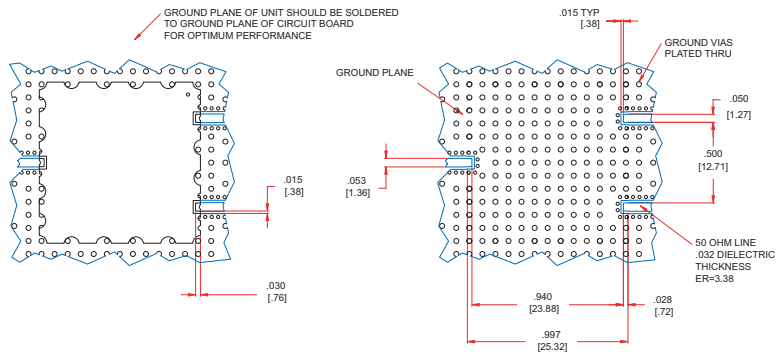 GROUND PLANE OF UNIT SHOULD BE SOLDERED
TO GROUND PLANE OF CIRCUIT BOARD
FOR OPTIMUM PERFORMANCE
.015
[.38]
.030
[.76]
.015 TYP
[.38]
GROUND VIAS
PLATED THRU
GROUND PLANE
.050
[1.27]
.500
[12.71]
.053
[1.36]
50 OHM LINE
.032 DIELECTRIC
THICKNESS
ER=3.38
.940
[23.88]
.028
[.72]
.997
[25.32]